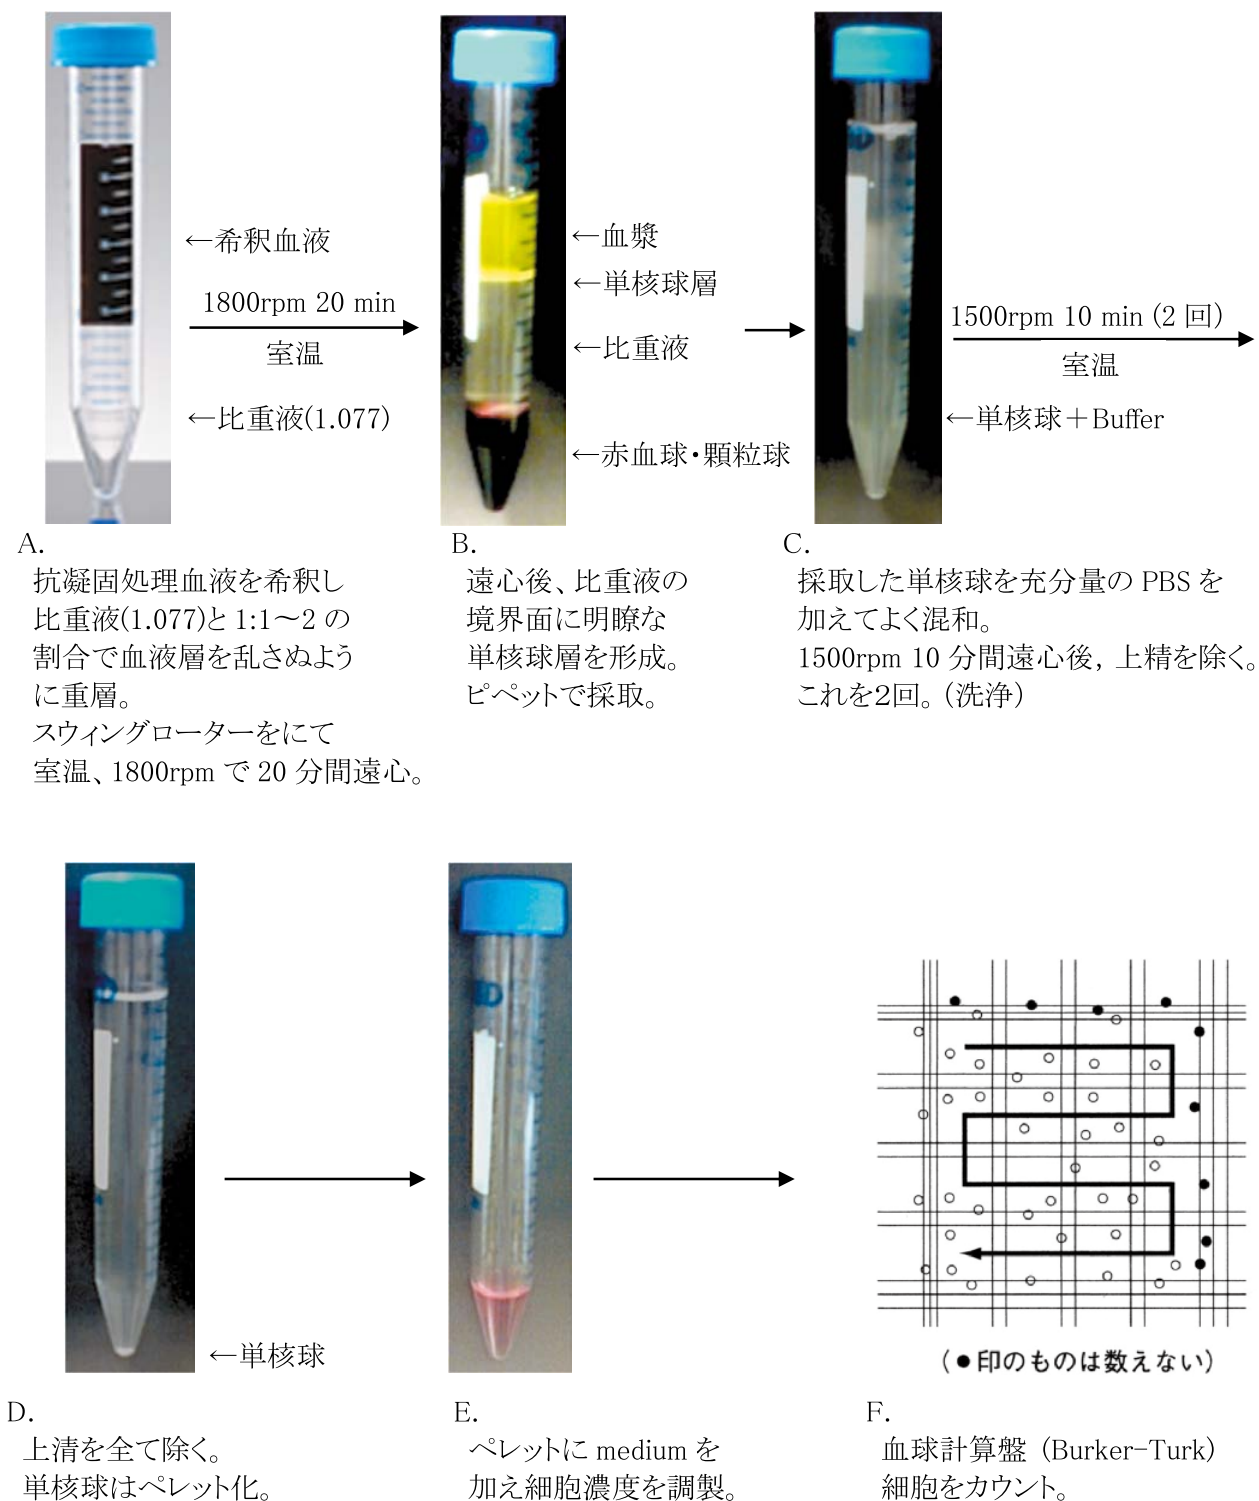 ←希釈血液
1800rpm 20 min
室温
←比重液(1.077)
←血漿
←単核球層
←比重液
←赤血球・顆粒球
1500rpm 10 min (2 回)
室温
←単核球＋Buffer
A.
抗凝固処理血液を希釈し
比重液(1.077)と 1:1～2 の
割合で血液層を乱さぬよう
に重層。
スウィングローターをにて
室温、1800rpm で 20 分間遠心。
B.
遠心後、比重液の
境界面に明瞭な
単核球層を形成。
ピペットで採取。
C.
採取した単核球を充分量の PBS を
加えてよく混和。
1500rpm 10 分間遠心後, 上精を除く。
これを２回。（洗浄）
←単核球
（●印のものは数えない）
D.
上清を全て除く。
単核球はペレット化。
E.
ペレットに medium を
加え細胞濃度を調製。
F.
血球計算盤 (Burker-Turk)
細胞をカウント。